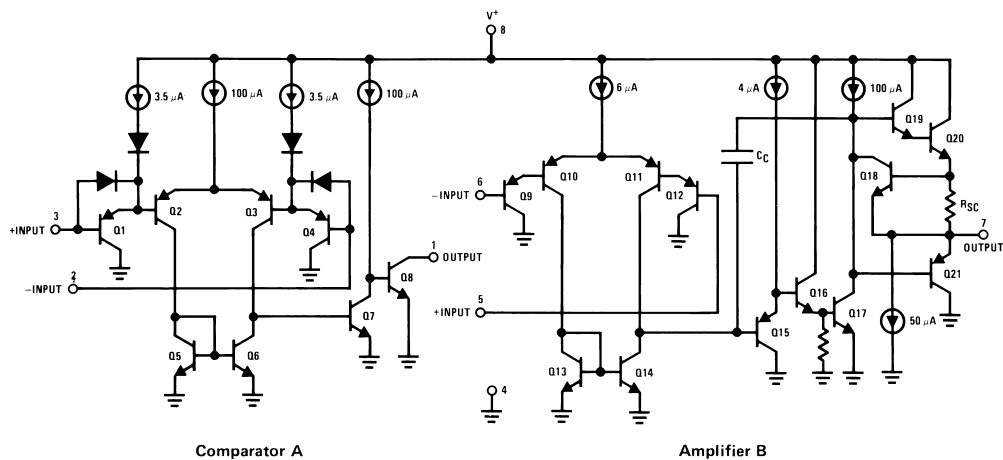 V+
8
3.5 μA
100 μA
3.5 μA
100 μA
6 μA
4 μA
100 μA
Q19
Q20
CC
Q18
RSC
7
OUTPUT
6
−INPUT
Q9
Q10
Q11
Q12
3
+INPUT
Q1
Q2
Q3
Q4
1
OUTPUT
Q8
2
−INPUT
Q7
5
+INPUT
Q16
Q17
Q15
Q21
50 μA
Q5
Q6
Q13
Q14
4
Comparator A
Amplifier B